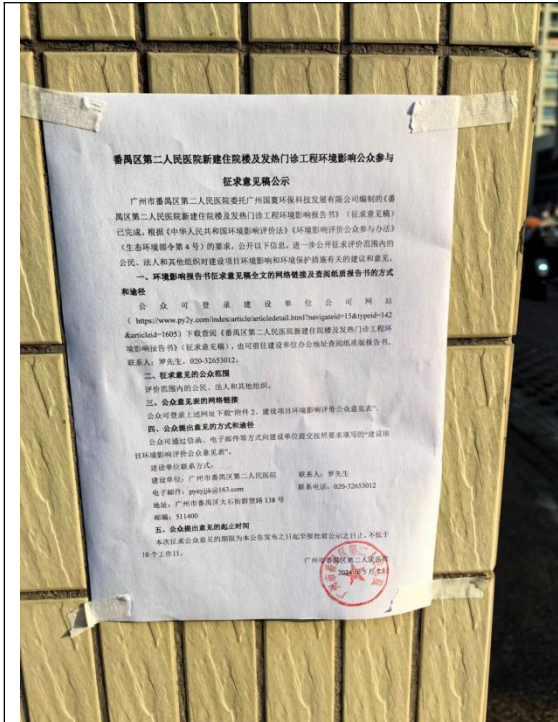 番禺区第二人民医院新建住院楼及发热门诊工程环境影响公众参与
征求意见稿公示
广州市番禺区第二人民医院委托广州国寰环保科技发展有限公司编制的《番
禺区第二人民医院新建住院楼及发热门诊工程环境影响报告书》（征求意见稿）
已完成。根据《中华人民共和国环境影响评价法》《环境影响评价公众参与办法》
（生态环境部令第 4 号）的要求，公开以下信息，进一步公开征求评价范围内的
公民、法人和其他组织对建设项目环境影响和环境保护措施有关的建议和意见。
一、环境影响报告书征求意见稿全文的网络链接及查阅纸质报告书的方式
和途径
公众可登录建设单位公司网站
（https://www.py2y.com/index/article/articledetail.html?navigateid=15&typeid=142
&articleid=1605）下载查阅《番禺区第二人民医院新建住院楼及发热门诊工程环
境影响报告书》（征求意见稿），也可前往建设单位办公地址查阅纸质版报告书。
联系人：罗先生，020-32653012。
二、征求意见的公众范围
评价范围内的公民、法人和其他组织。
三、公众意见表的网络链接
公众可登录上述网址下载“附件 2、建设项目环境影响评价公众意见表”。
四、公众提出意见的方式和途径
公众可通过信函、电子邮件等方式向建设单位提交按照要求填写的“建设项
目环境影响评价公众意见表”。
建设单位联系方式：
建设单位：广州市番禺区第二人民医院 联系人：罗先生
电子邮件： 联系电话：020-32653012
地址：广州市番禺区大石街群贤路 138 号
邮编：511400
五、公众提出意见的起止时间
本次征求公众意见的期限为本公告发布之日起至报批前公示之日止，不低于
10 个工作日。
广州市番禺区第二人民医院